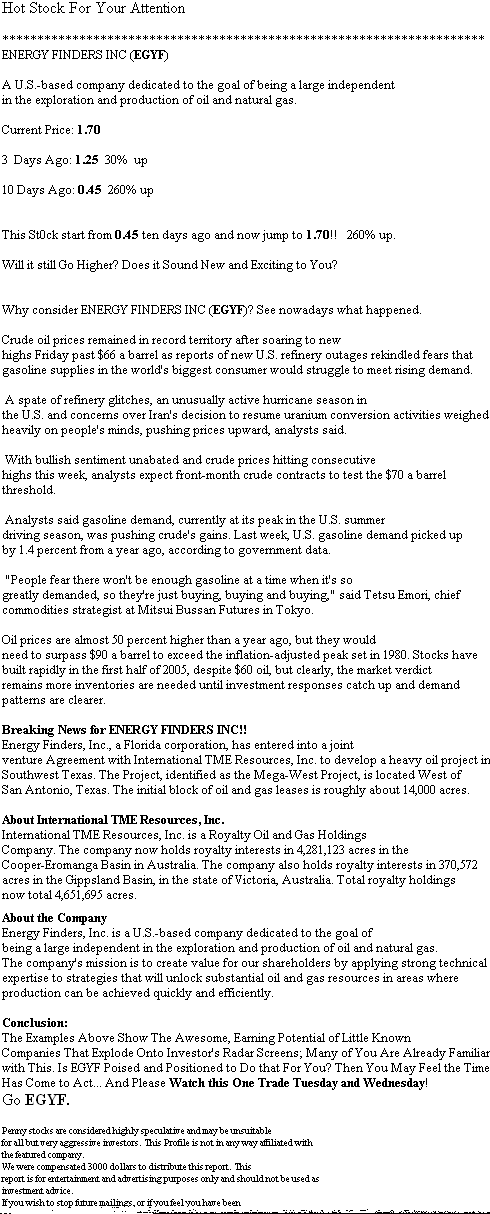 Hot Stock For Your Attention
*********************************************************************
ENERGY FINDERS INC (EGYF)
A U.S.-based company dedicated to the goal of being a large independent
in the exploration and production of oil and natural gas.
Current Price: 1.70
3 Days Ago: 1.25 30% up
10 Days Ago: 0.45 260% up
This St0ck start from 0.45 ten days ago and now jump to 1.70!! 260% up.
Will it still Go Higher? Does it Sound New and Exciting to You?
Why consider ENERGY FINDERS INC (EGYF)? See nowadays what happened.
Crude oil prices remained in record territory after soaring to new
highs Friday past $66 a barrel as reports of new U.S. refinery outages rekindled fears that
gasoline supplies in the world's biggest consumer would struggle to meet rising demand.
A spate of refinery glitches, an unusually active hurricane season in
the U.S. and concerns over Iran's decision to resume uranium conversion activities weighed
heavily on people's minds, pushing prices upward, analysts said.
With bullish sentiment unabated and crude prices hitting consecutive
highs this week, analysts expect front-month crude contracts to test the $70 a barrel
threshold.
Analysts said gasoline demand, currently at its peak in the U.S. summer
driving season, was pushing crude's gains. Last week, U.S. gasoline demand picked up
by 1.4 percent from a year ago, according to government data.
"People fear there won't be enough gasoline at a time when it's so
greatly demanded, so they're just buying, buying and buying," said Tetsu Emori, chief
commodities strategist at Mitsui Bussan Futures in Tokyo.
Oil prices are almost 50 percent higher than a year ago, but they would
need to surpass $90 a barrel to exceed the inflation-adjusted peak set in 1980. Stocks have
built rapidly in the first half of 2005, despite $60 oil, but clearly, the market verdict
remains more inventories are needed until investment responses catch up and demand
patterns are clearer.
Breaking News for ENERGY FINDERS INC!!
Energy Finders, Inc., a Florida corporation, has entered into a joint
venture Agreement with International TME Resources, Inc. to develop a heavy oil project in
Southwest Texas. The Project, identified as the Mega-West Project, is located West of
San Antonio, Texas. The initial block of oil and gas leases is roughly about 14,000 acres.
About International TME Resources, Inc.
International TME Resources, Inc. is a Royalty Oil and Gas Holdings
Company. The company now holds royalty interests in 4,281,123 acres in the
Cooper-Eromanga Basin in Australia. The company also holds royalty interests in 370,572
acres in the Gippsland Basin, in the state of Victoria, Australia. Total royalty holdings
now total 4,651,695 acres.
About the Company
Energy Finders, Inc. is a U.S.-based company dedicated to the goal of
being a large independent in the exploration and production of oil and natural gas.
The company's mission is to create value for our shareholders by applying strong technical
expertise to strategies that will unlock substantial oil and gas resources in areas where
production can be achieved quickly and efficiently.
Conclusion:
The Examples Above Show The Awesome, Earning Potential of Little Known
Companies That Explode Onto Investor's Radar Screens; Many of You Are Already Familiar
with This. Is EGYF Poised and Positioned to Do that For You? Then You May Feel the Time
Has Come to Act... And Please Watch this One Trade Tuesday and Wednesday!
Go EGYF.
Penny stocks are considered highly speculative and may be unsuitable
for all but very aggressive investors. This Profile is not in any way affiliated with
the featured company.
We were compensated 3000 dollars to distribute this report. This
report is for entertainment and advertising purposes only and should not be used as
investment advice.
If you wish to stop future mailings, or if you feel you have been